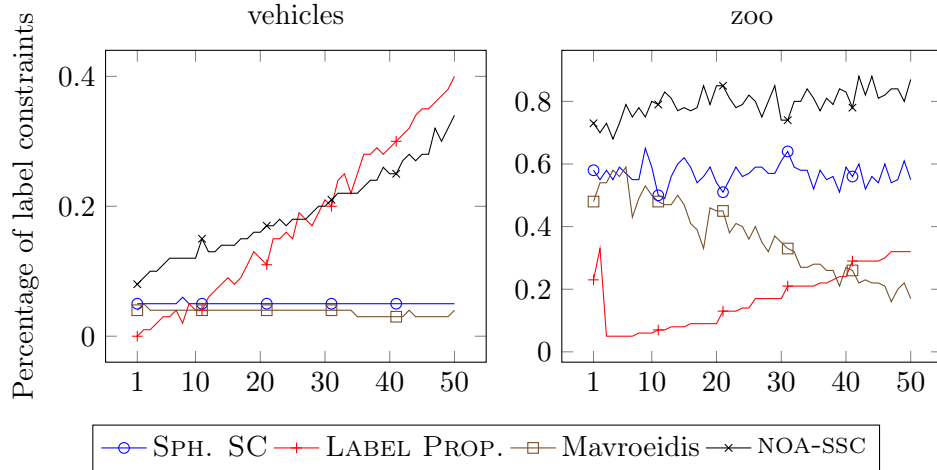 vehicles
zoo
Percentage of label constraints
0.4
0.2
0
1 10 20 30 40 50
0.8
0.6
0.4
0.2
0
1 10 20 30 40 50
SPH. SC LABEL PROP. Mavroeidis NOA-SSC